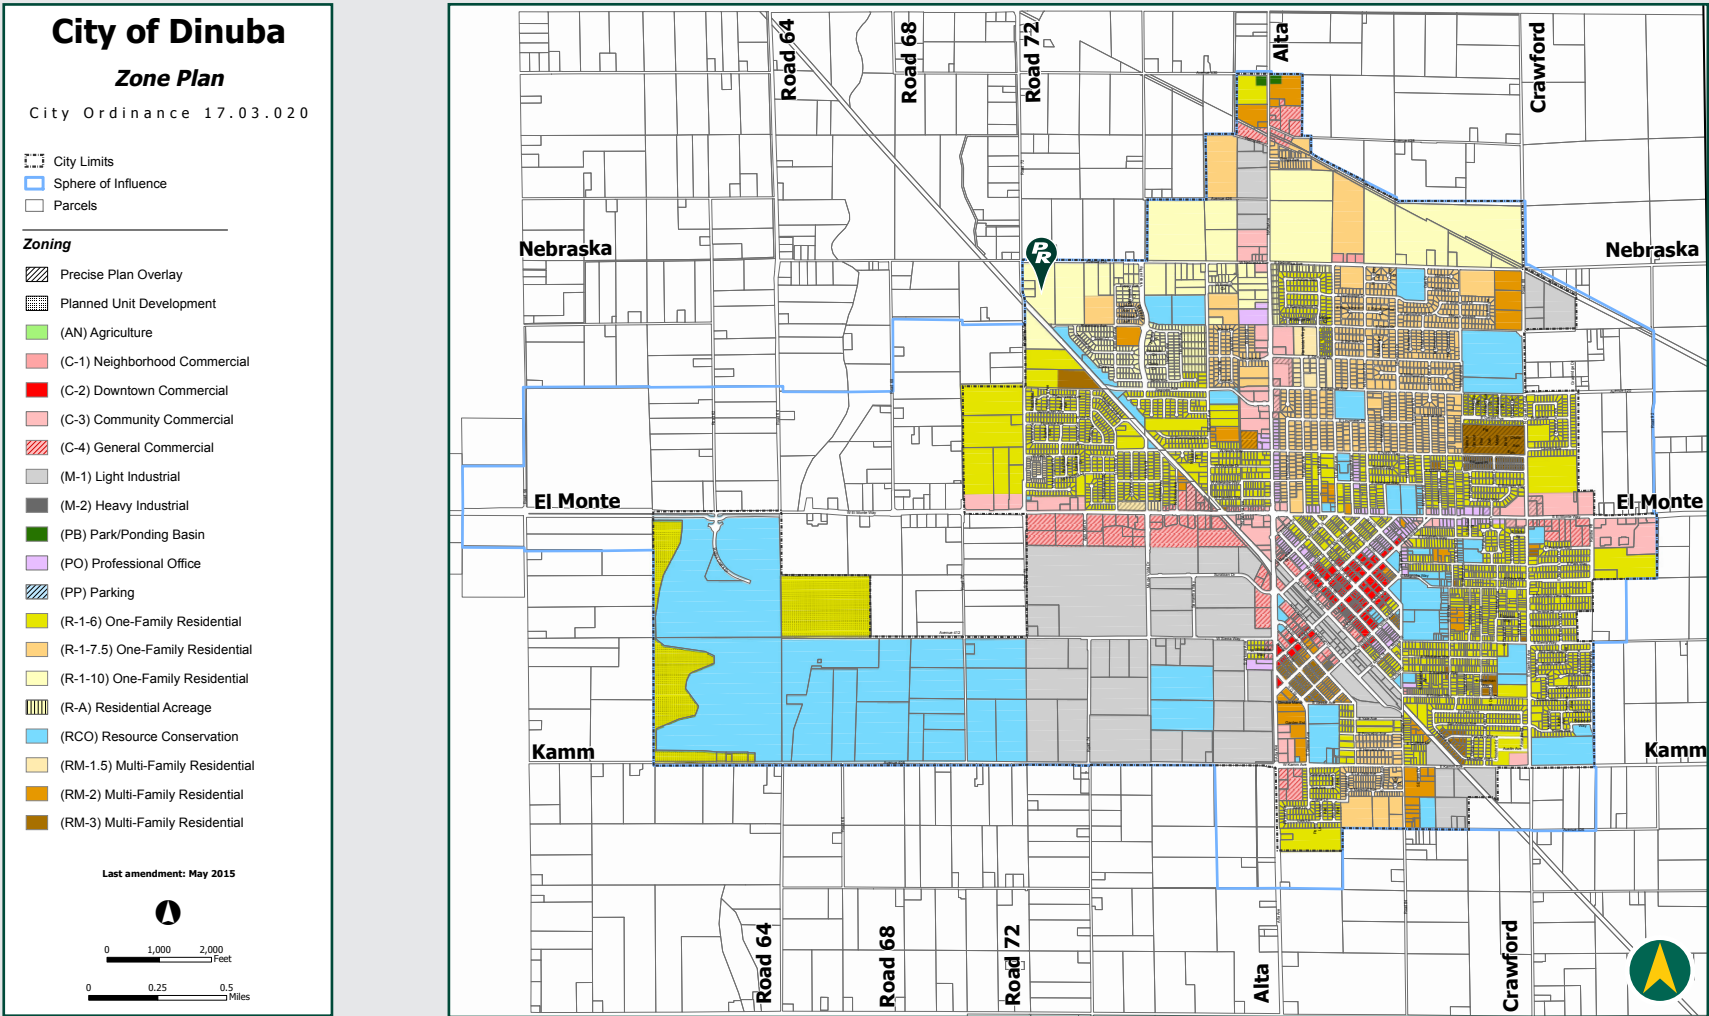 City of Dinuba
Zone Plan
City Ordinance 17.03.020
City Limits
Sphere of Influence
Parcels
Zoning
Precise Plan Overlay
Planned Unit Development
(AN) Agriculture
(C-1) Neighborhood Commercial
(C-2) Downtown Commercial
(C-3) Community Commercial
(C-4) General Commercial
(M-1) Light Industrial
(M-2) Heavy Industrial
(PB) Park/Ponding Basin
(PO) Professional Office
(PP) Parking
(R-1-6) One-Family Residential
(R-1-7.5) One-Family Residential
(R-1-10) One-Family Residential
(R-A) Residential Acreage
(RCO) Resource Conservation
(RM-1.5) Multi-Family Residential
(RM-2) Multi-Family Residential
(RM-3) Multi-Family Residential
Last amendment: May 2015
0 1,000 2,000
Feet
0 0.25 0.5
Miles
Road 64
Road 68
Road 72
Alta
Crawford
Nebraska
Nebraska
PR
El Monte
El Monte
Kamm
Kamm
Road 64
Road 68
Road 72
Alta
Crawford